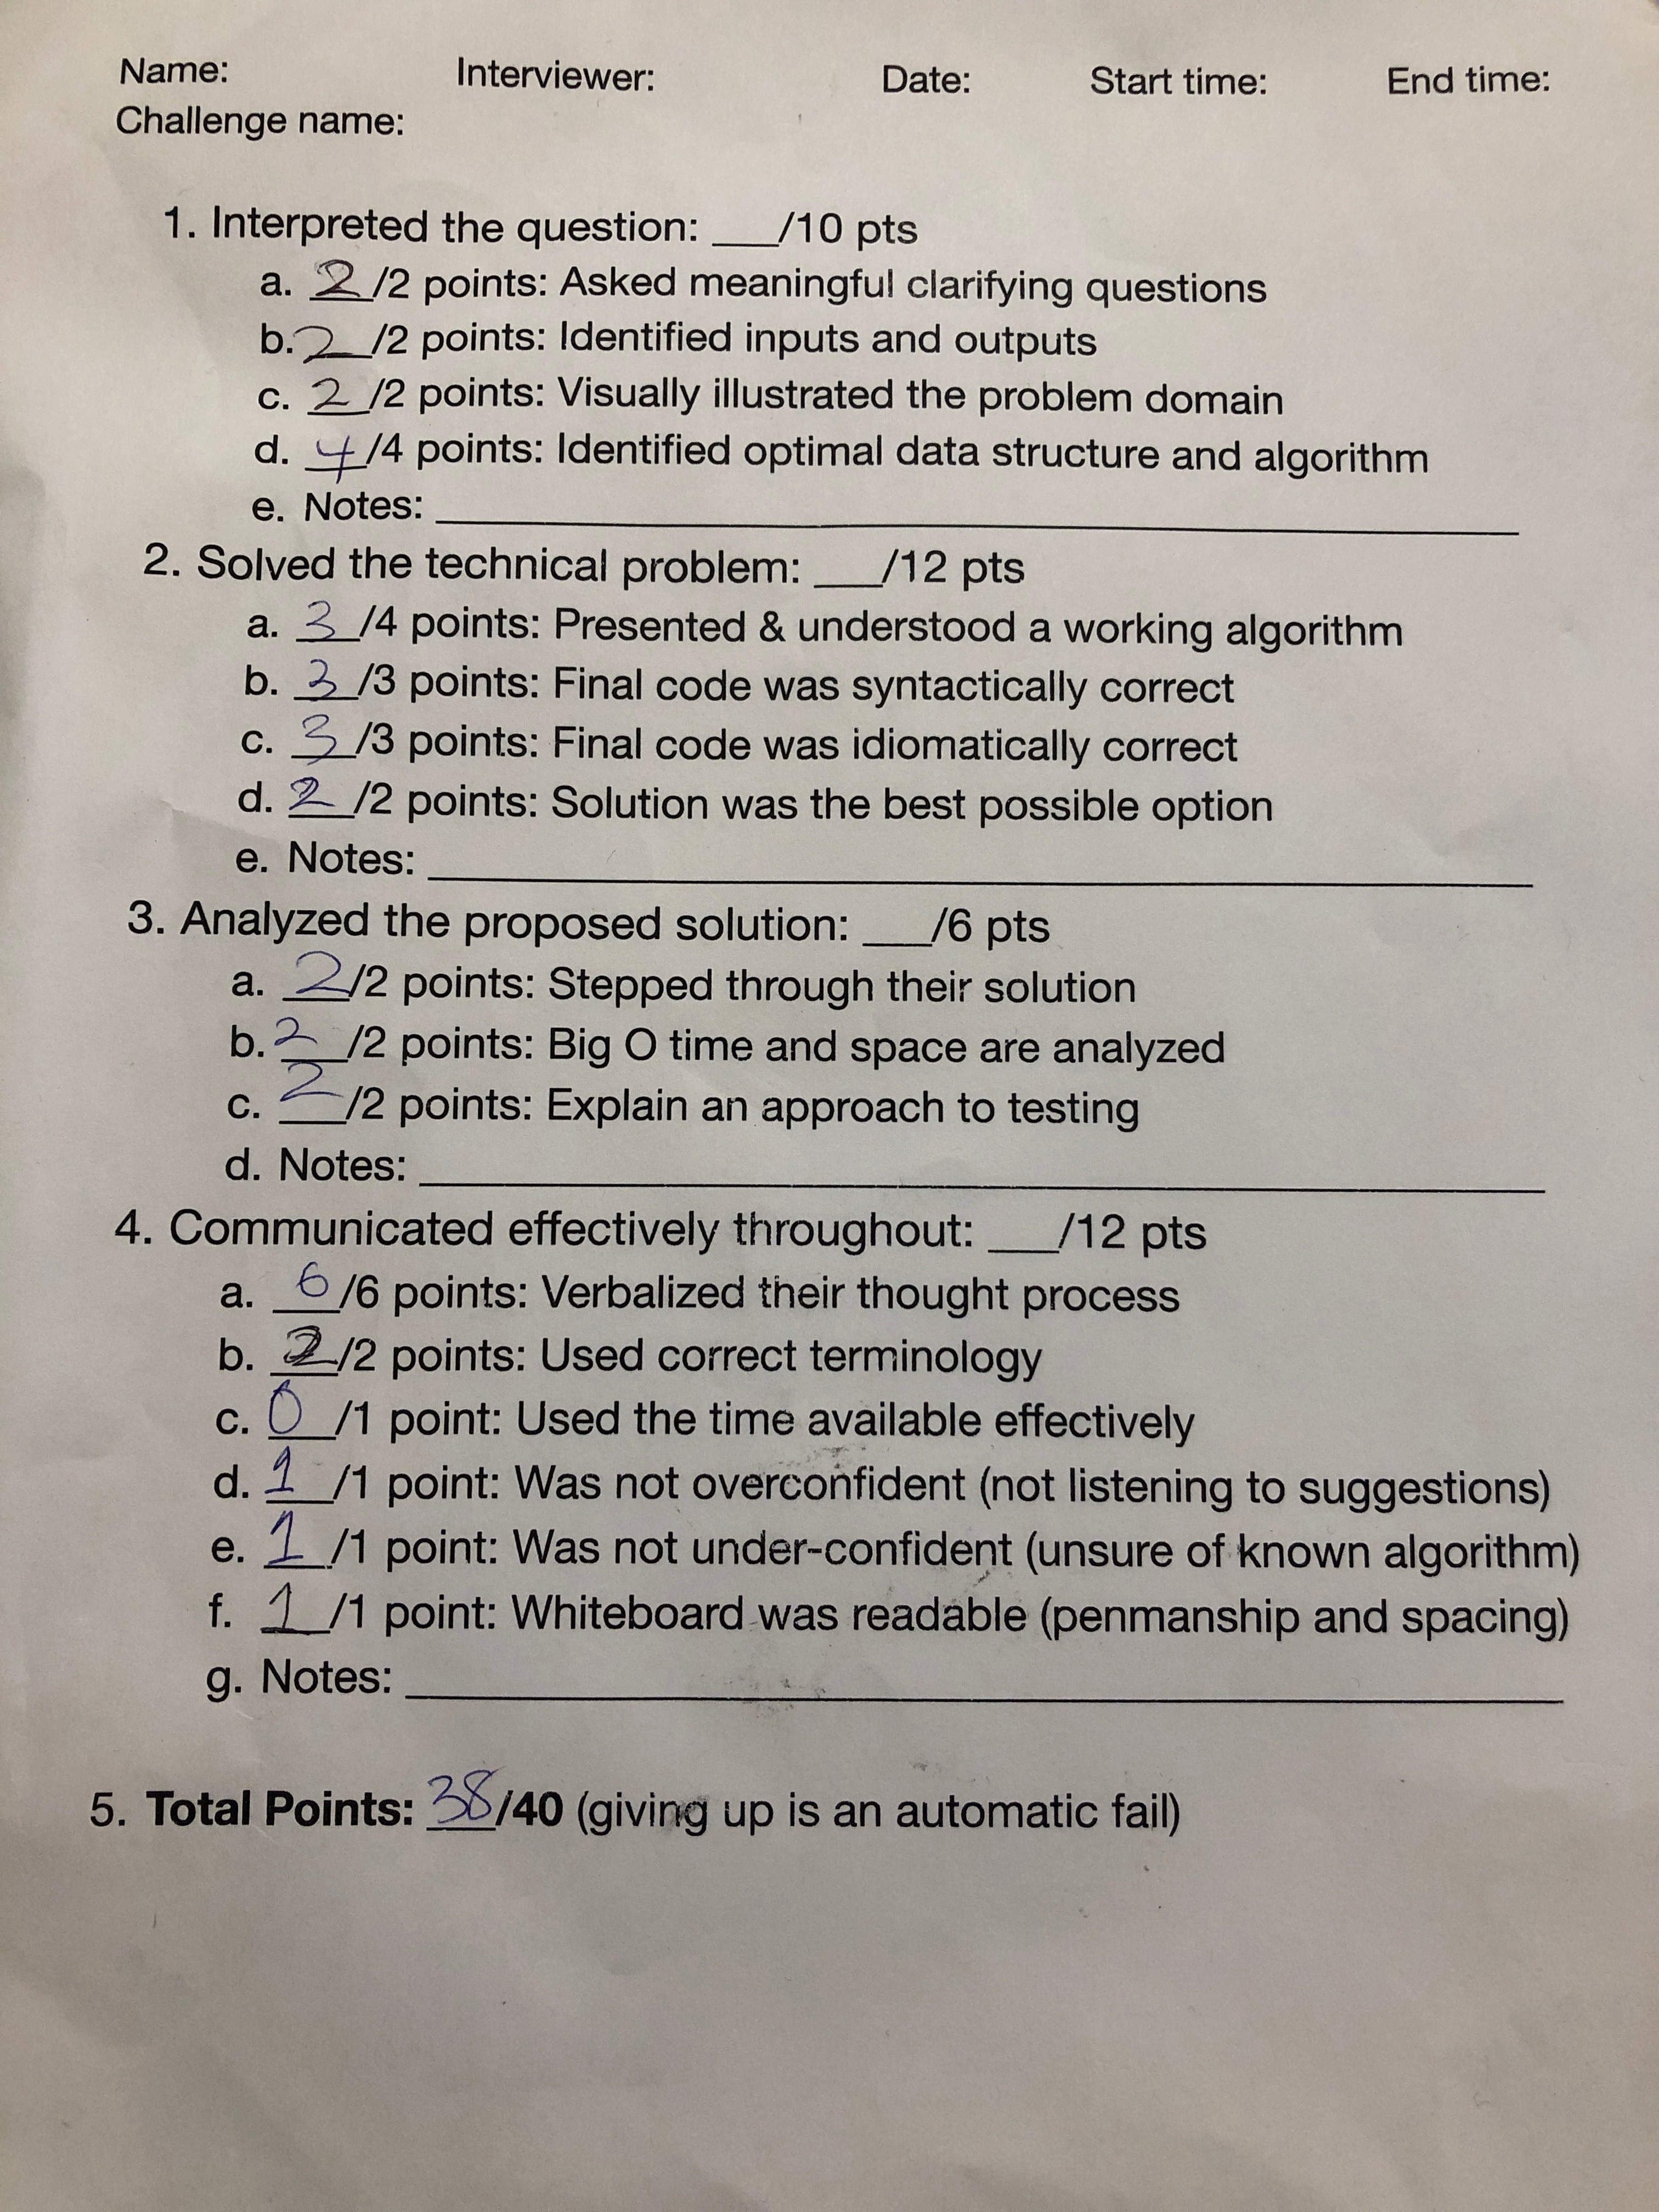 Name: Interviewer: Date: Start time: End time:
Challenge name:
1. Interpreted the question: ___/10 pts
a. 2/2 points: Asked meaningful clarifying questions
b. 2/2 points: Identified inputs and outputs
c. 2/2 points: Visually illustrated the problem domain
d. 4/4 points: Identified optimal data structure and algorithm
e. Notes: ___
2. Solved the technical problem: ___/12 pts
a. 3/4 points: Presented & understood a working algorithm
b. 3/3 points: Final code was syntactically correct
c. 3/3 points: Final code was idiomatically correct
d. 2/2 points: Solution was the best possible option
e. Notes: ___
3. Analyzed the proposed solution: ___/6 pts
a. 2/2 points: Stepped through their solution
b. 2/2 points: Big O time and space are analyzed
c. 2/2 points: Explain an approach to testing
d. Notes: ___
4. Communicated effectively throughout: ___/12 pts
a. 6/6 points: Verbalized their thought process
b. 2/2 points: Used correct terminology
c. 0/1 point: Used the time available effectively
d. 1/1 point: Was not overconfident (not listening to suggestions)
e. 1/1 point: Was not under-confident (unsure of known algorithm)
f. 1/1 point: Whiteboard was readable (penmanship and spacing)
g. Notes: ___
5. Total Points: 38/40 (giving up is an automatic fail)